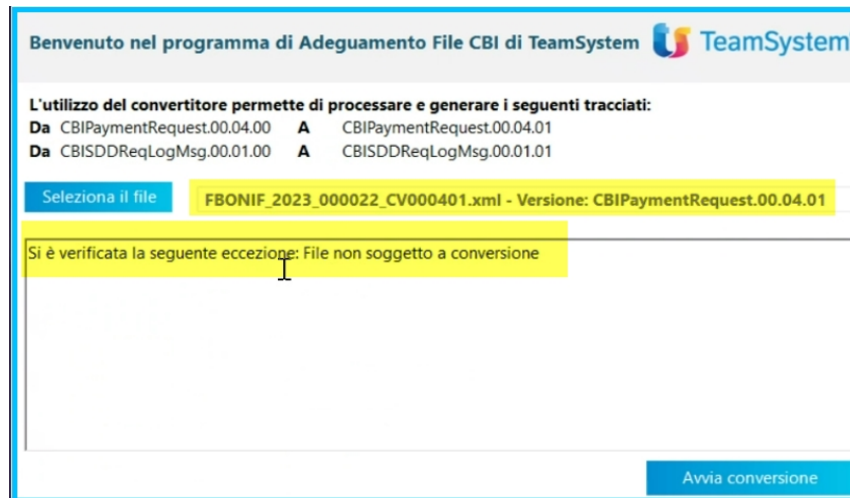 Benvenuto nel programma di Adeguamento File CBI di TeamSystem TeamSystem
L'utilizzo del convertitore permette di processare e generare i seguenti tracciati:
Da CBIPaymentRequest.00.04.00 A CBIPaymentRequest.00.04.01
Da CBISDDReqLogMsg.00.01.00 A CBISDDReqLogMsg.00.01.01
Seleziona il file FBONIF_2023_000022_CV000401.xml - Versione: CBIPaymentRequest.00.04.01
Si è verificata la seguente eccezione: File non soggetto a conversione
Avvia conversione